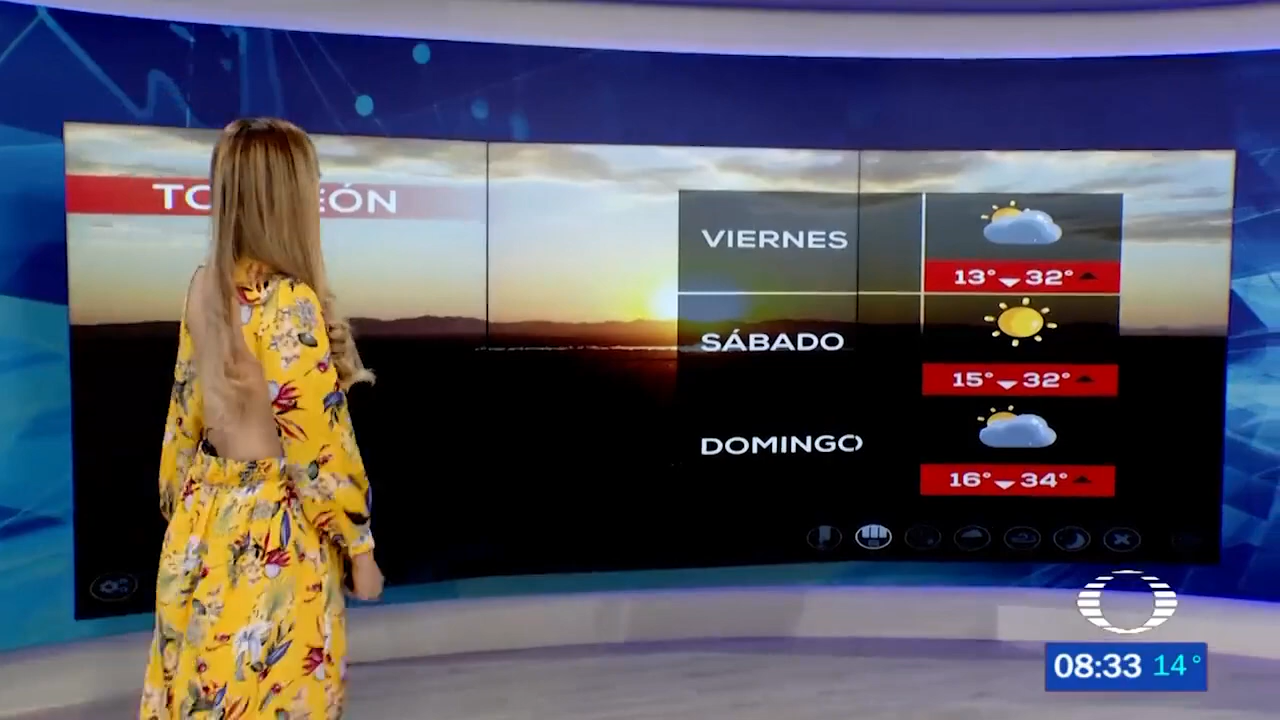 VIERNES
13° 32°
SÁBADO
15° 32°
DOMINGO
16° 34°
08:33 14°